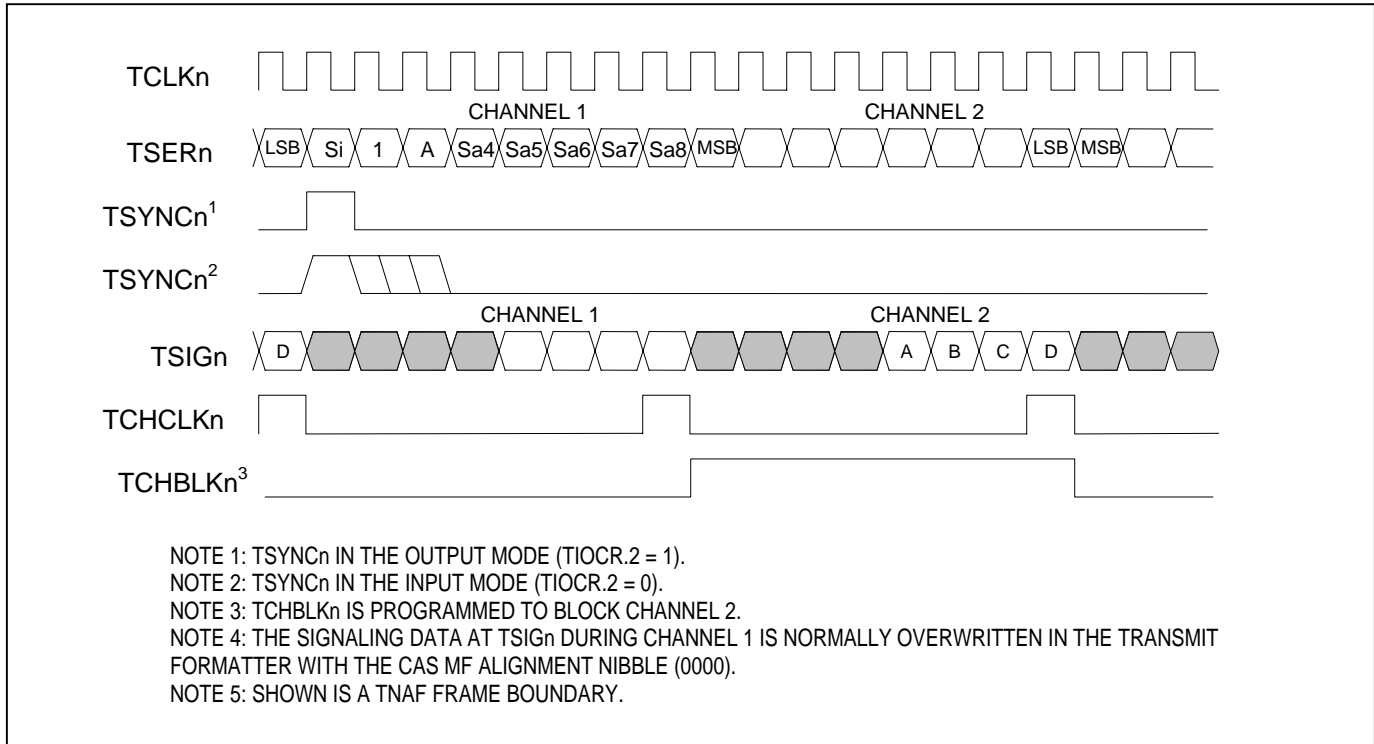 TCLKn
CHANNEL 1 CHANNEL 2
TSERn LSB Si 1 A Sa4 Sa5 Sa6 Sa7 Sa8 MSB LSB MSB
TSYNCn1
TSYNCn2
CHANNEL 1 CHANNEL 2
TSIGn D A B C D
TCHCLKn
TCHBLKn3
NOTE 1: TSYNCn IN THE OUTPUT MODE (TIOCR.2 = 1).
NOTE 2: TSYNCn IN THE INPUT MODE (TIOCR.2 = 0).
NOTE 3: TCHBLKn IS PROGRAMMED TO BLOCK CHANNEL 2.
NOTE 4: THE SIGNALING DATA AT TSIGn DURING CHANNEL 1 IS NORMALLY OVERWRITTEN IN THE TRANSMIT
FORMATTER WITH THE CAS MF ALIGNMENT NIBBLE (0000).
NOTE 5: SHOWN IS A TNAF FRAME BOUNDARY.